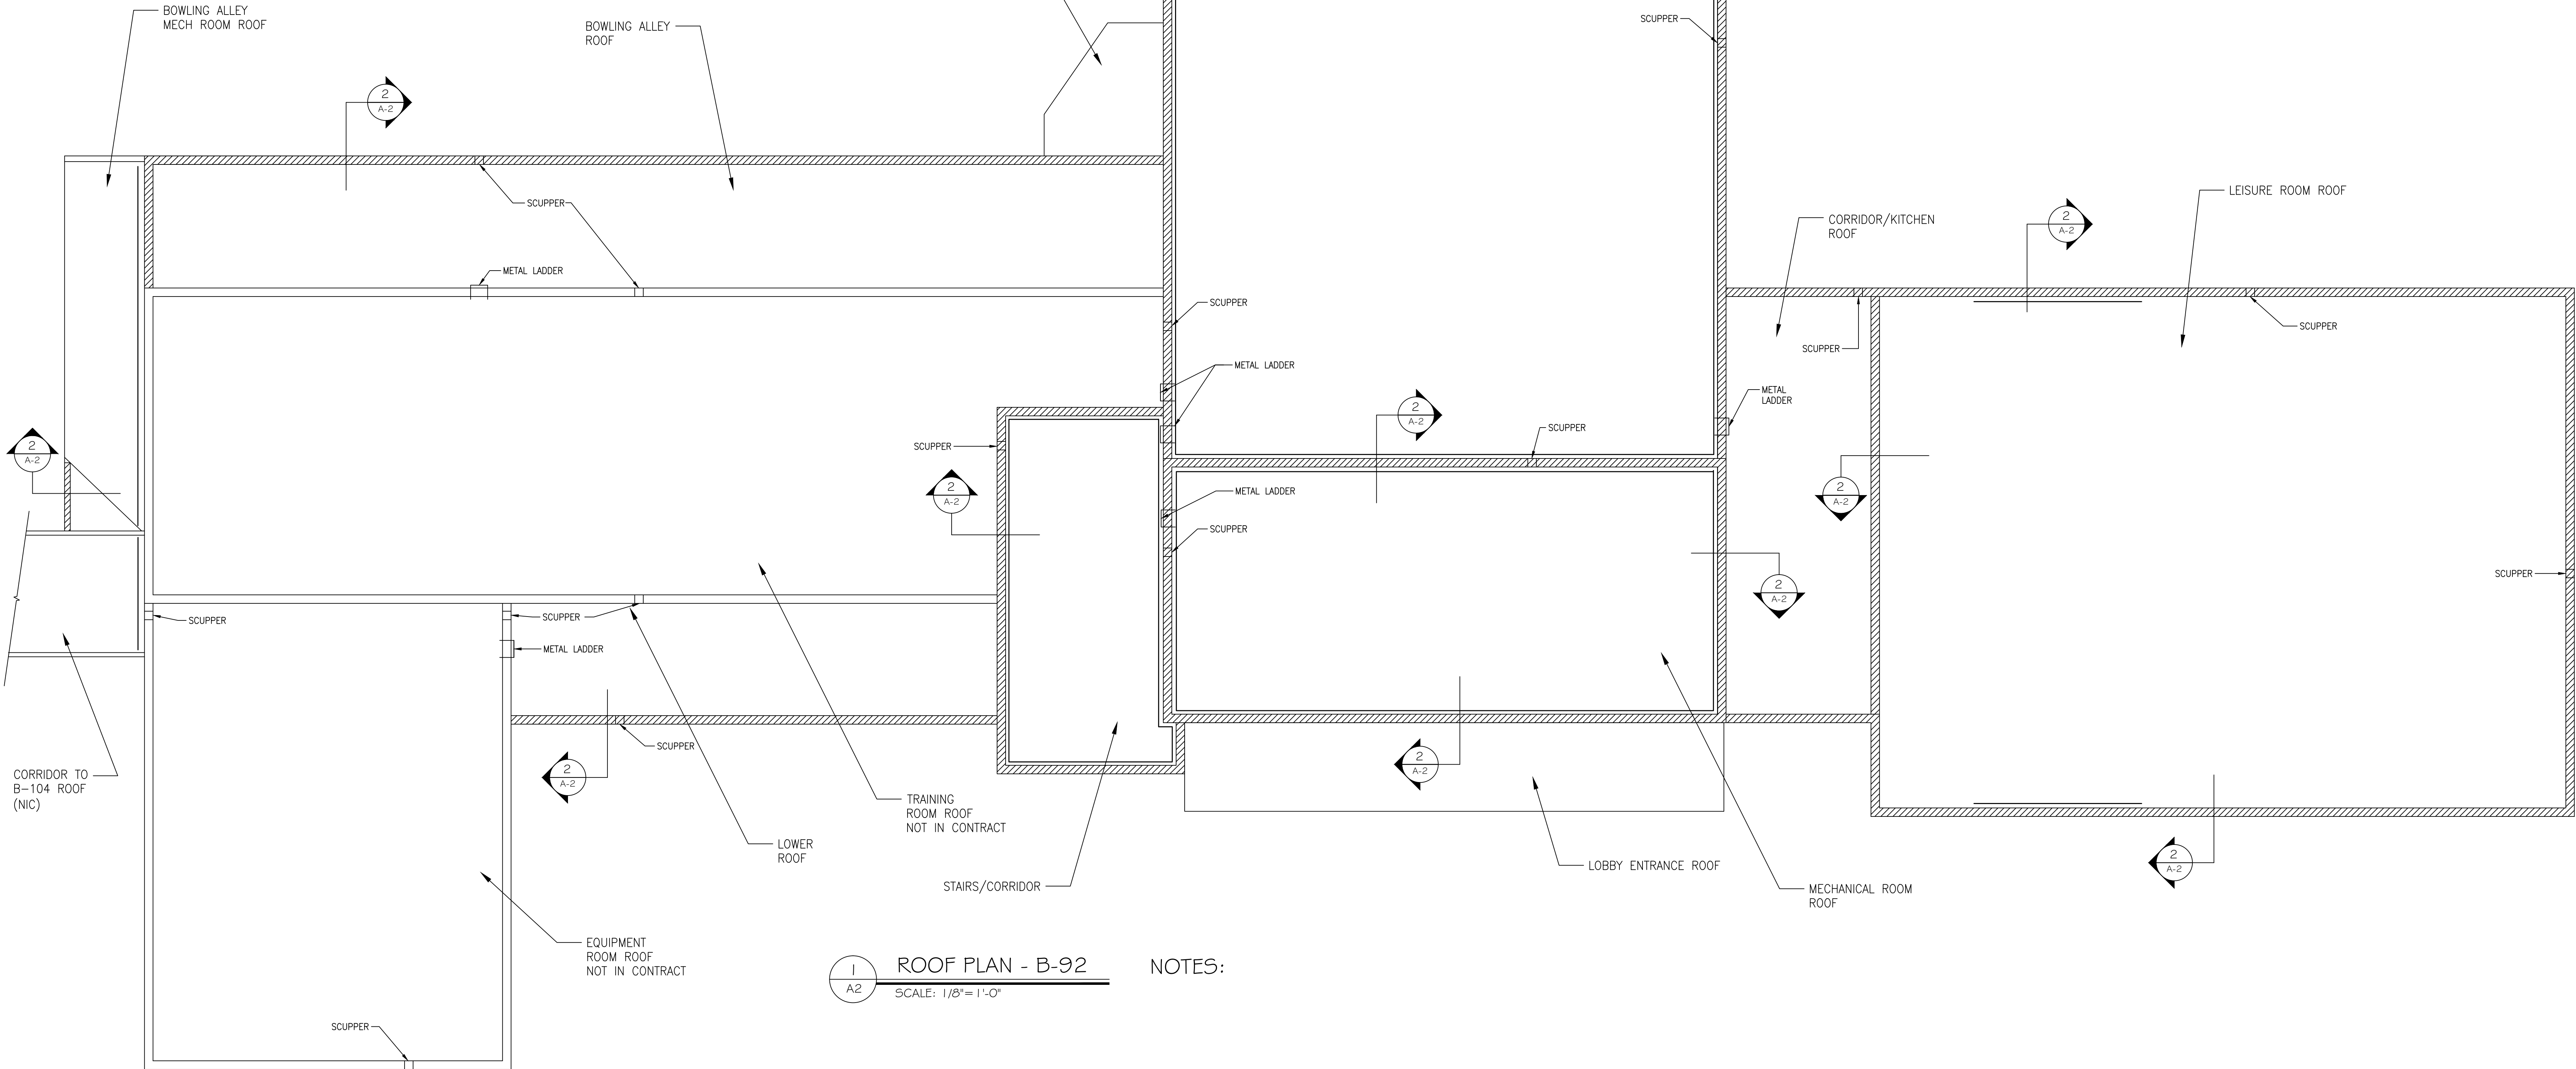 BOWLING ALLEY
MECH ROOM ROOF
BOWLING ALLEY
ROOF
SCUPPER
2
A-2
SCUPPER
METAL LADDER
LEISURE ROOM ROOF
CORRIDOR/KITCHEN
ROOF
2
A-2
SCUPPER
SCUPPER
SCUPPER
METAL LADDER
METAL
LADDER
2
A-2
SCUPPER
2
A-2
SCUPPER
2
A-2
METAL LADDER
SCUPPER
2
A-2
2
A-2
SCUPPER
SCUPPER
SCUPPER
METAL LADDER
SCUPPER
2
A-2
2
A-2
CORRIDOR TO
B-104 ROOF
(NIC)
TRAINING
ROOM ROOF
NOT IN CONTRACT
LOWER
ROOF
STAIRS/CORRIDOR
LOBBY ENTRANCE ROOF
2
A-2
MECHANICAL ROOM
ROOF
EQUIPMENT
ROOM ROOF
NOT IN CONTRACT
1
A2
ROOF PLAN - B-92
SCALE: 1/8"=1'-0"
NOTES:
SCUPPER